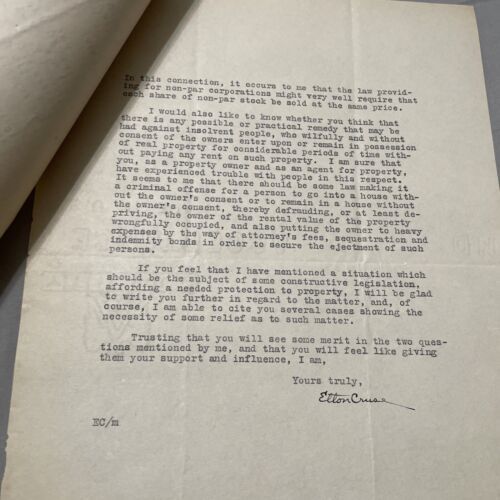 In this connection, it occurs to me that the law provid-
ing for non-par corporations might very well require that
each share of non-par stock be sold at the same price.
I would also like to know whether you think that
there is any possible or practical remedy that may be
had against insolvent people, who wilfully and without
consent of the owners enter upon or remain in possession
of real property for considerable periods of time with-
out paying any rent on such property. I am sure that
you, as a property owner and as an agent for property,
have experienced trouble with people in this respect.
It seems to me that there should be some law making it
a criminal offense for a person to go into a house with-
out the owner's consent or to remain in a house without
the owner's consent, thereby defrauding, or at least de-
priving, the owner of the rental value of the property
wrongfully occupied, and also putting the owner to heavy
expenses by the way of attorney's fees, sequestration and
indemnity bonds in order to secure the ejectment of such
persons.
If you feel that I have mentioned a situation which
should be the subject of some constructive legislation,
affording a needed protection to property, I will be glad
to write you further in regard to the matter, and, of
course, I am able to cite you several cases showing the
necessity of some relief as to such matter.
Trusting that you will see some merit in the two ques-
tions mentioned by me, and that you will feel like giving
them your support and influence, I am,
Yours truly,
Elton Cruse
EC/m